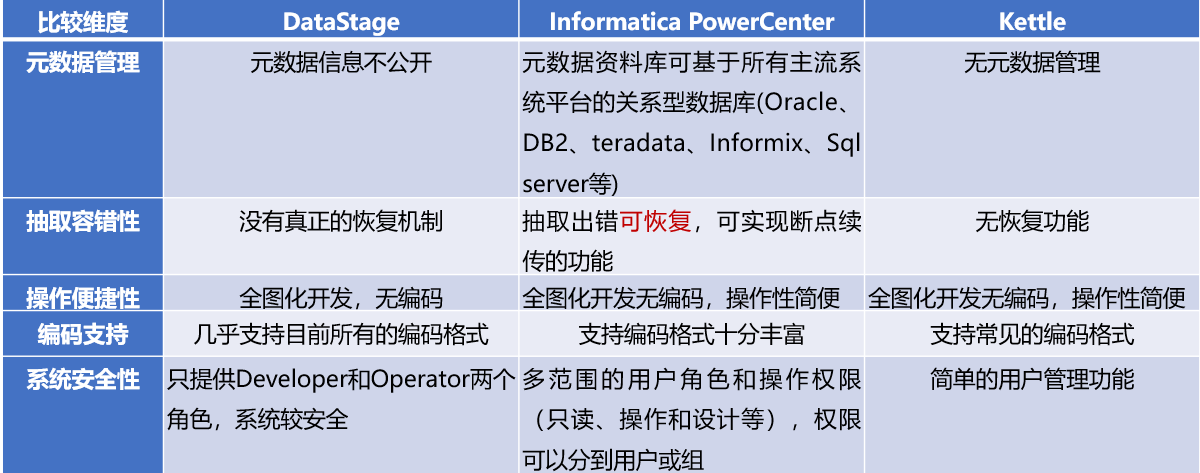 比较维度 DataStage Informatica PowerCenter Kettle
元数据管理 元数据信息不公开 元数据资料库可基于所有主流系 无元数据管理
统平台的关系型数据库(Oracle、
DB2、teradata、Informix、Sql
server等)
抽取容错性 没有真正的恢复机制 抽取出错可恢复，可实现断点续 无恢复功能
传的功能
操作便捷性 全图化开发，无编码 全图化开发无编码，操作性简便 全图化开发无编码，操作性简便
编码支持 几乎支持目前所有的编码格式 支持编码格式十分丰富 支持常见的编码格式
系统安全性 只提供Developer和Operator两个 多范围的用户角色和操作权限 简单的用户管理功能
角色，系统较安全 （只读、操作和设计等），权限
可以分到用户或组